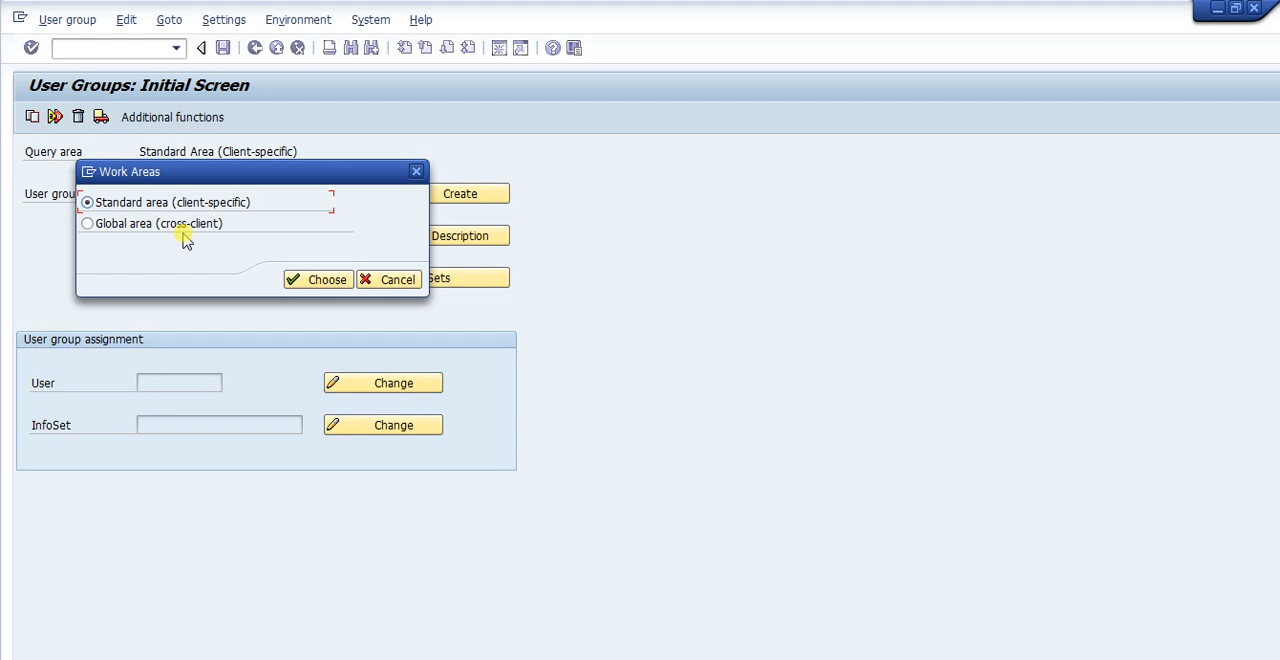 User group Edit Goto Settings Environment System Help
User Groups: Initial Screen
Additional functions
Query area Standard Area (Client-specific)
Work Areas
User grou Create
Standard area (client-specific)
Global area (cross-client)
Description
Choose Cancel Sets
User group assignment
User Change
InfoSet Change